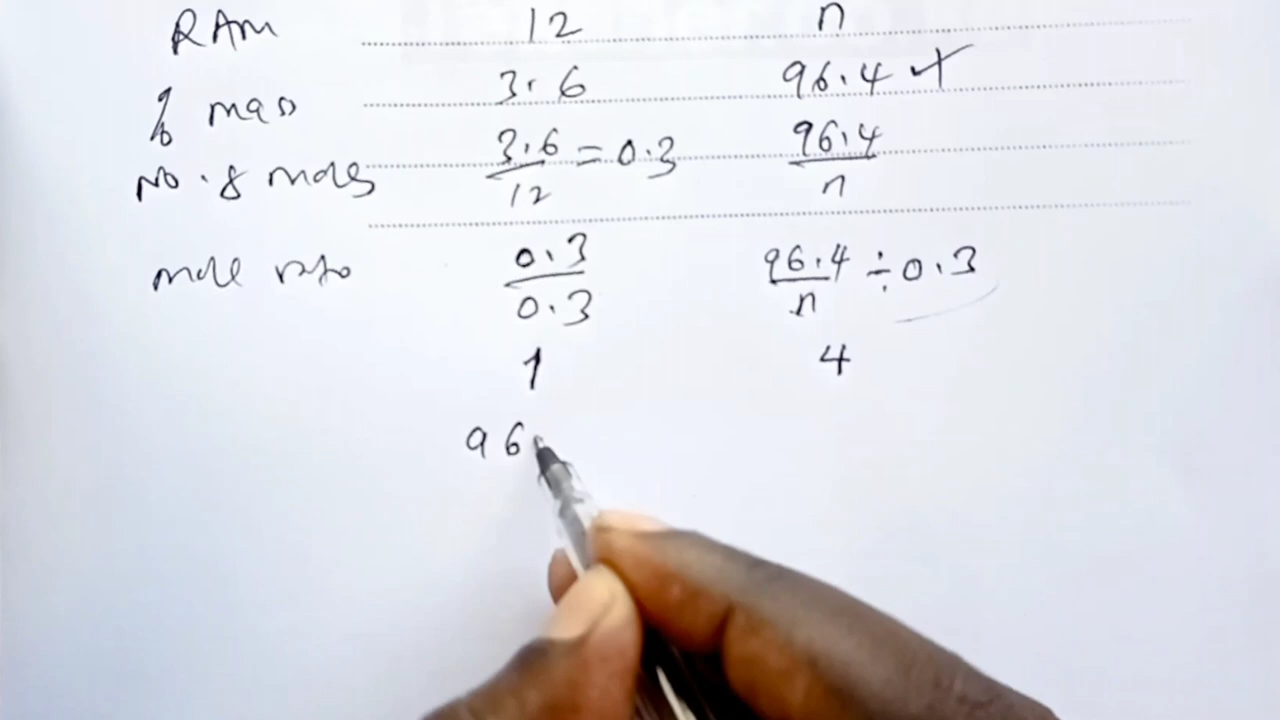 RAM 12 n
% mass 3.6 96.4 ✓
No. of moles 3.6/12 = 0.3 96.4/n
mole ratio 0.3/0.3 96.4/n ÷ 0.3
1 4
96